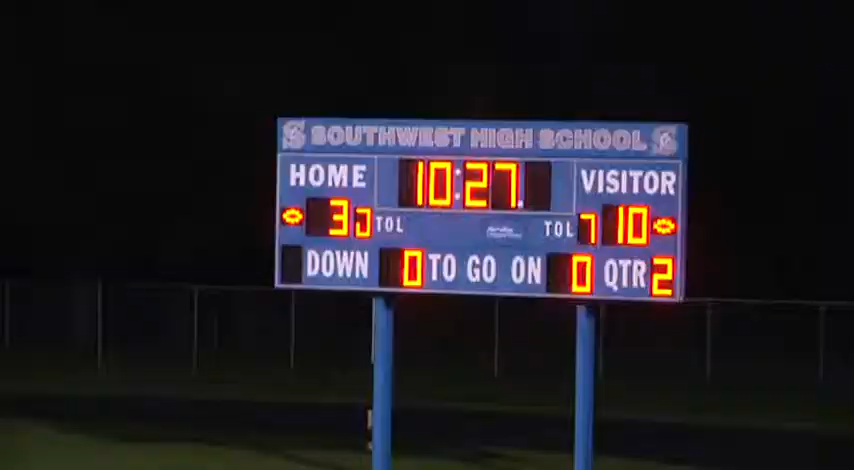 S SOUTHWEST HIGH SCHOOL S
HOME 10:27. VISITOR
3 TOL TOL 10
DOWN 0 TO GO ON 0 QTR 2